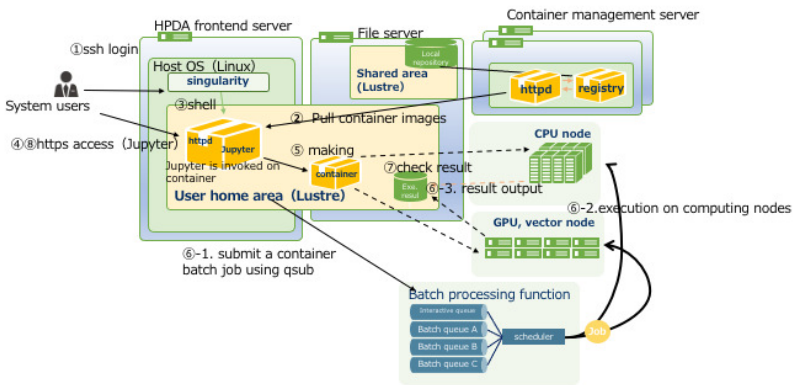 HPDA frontend server
File server
Container management server
①ssh login
Host OS（Linux）
singularity
Local
repository
Shared area
(Lustre)
httpd
registry
System users
③shell
② Pull container images
④⑧https access（Jupyter）
httpd
Jupyter
Jupyter is invoked on
container
⑤ making
container
⑦check result
Exe.
resul
⑥-3. result output
User home area（Lustre）
CPU node
⑥-2.execution on computing nodes
GPU, vector node
⑥-1. submit a container
batch job using qsub
Batch processing function
Interactive queue
Batch queue A
Batch queue B
Batch queue C
scheduler
Job